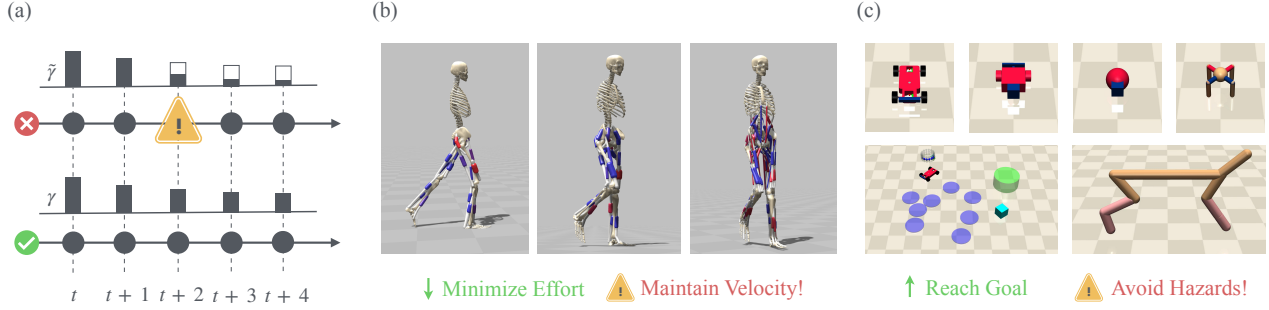 (a)
(b)
(c)
γ̃
!
γ
t
t + 1
t + 2
t + 3
t + 4
↓ Minimize Effort
! Maintain Velocity!
↑ Reach Goal
! Avoid Hazards!